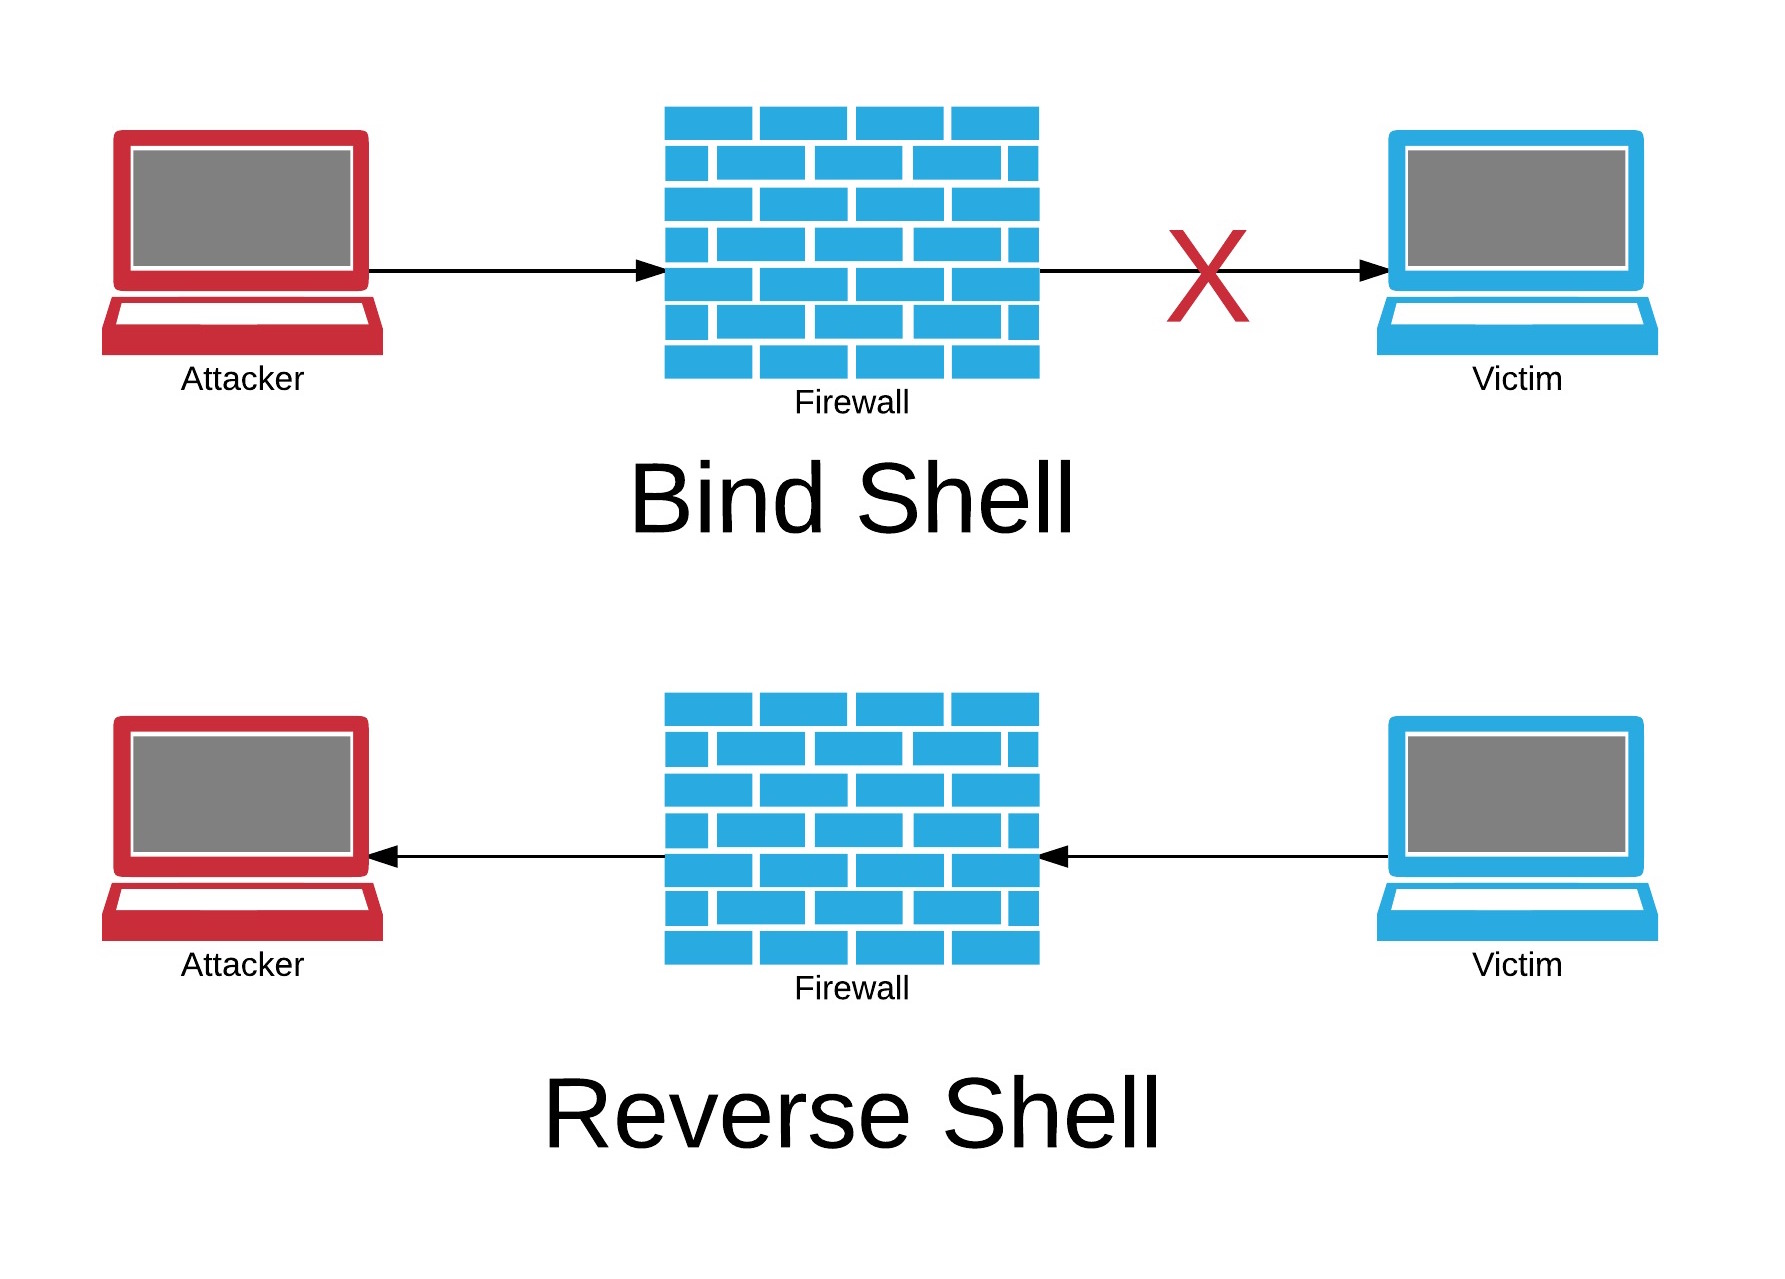 X
Attacker
Victim
Firewall
Bind Shell
Attacker
Victim
Firewall
Reverse Shell